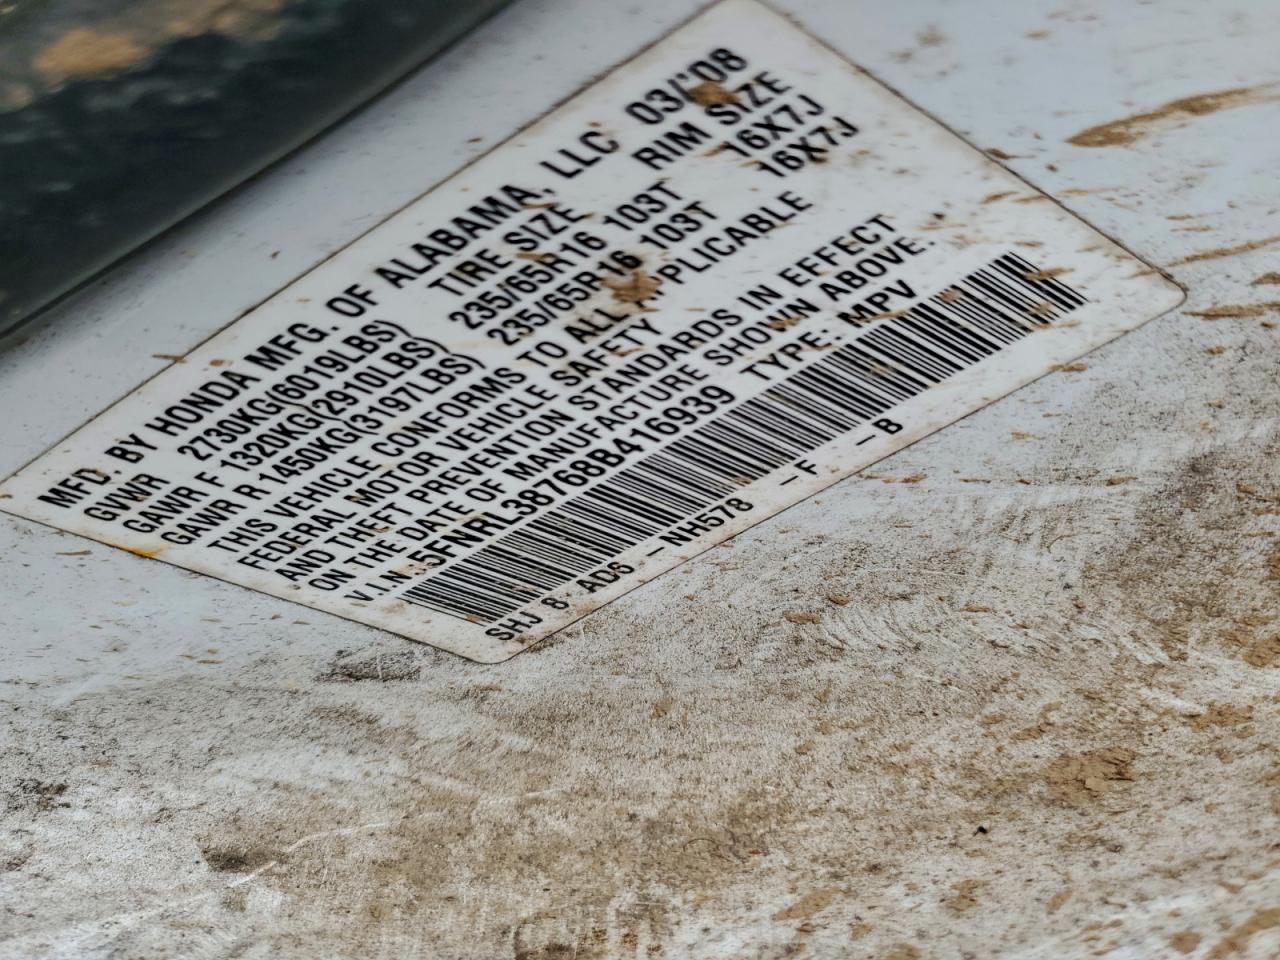 MFD. BY HONDA MFG. OF ALABAMA, LLC 03/'08
GVWR 2730KG(6019LBS) TIRE SIZE RIM SIZE
GAWR F 1320KG(2910LBS) 235/65R16 103T 16X7J
GAWR R 1450KG(3197LBS) 235/65R16 103T 16X7J
THIS VEHICLE CONFORMS TO ALL APPLICABLE
FEDERAL MOTOR VEHICLE SAFETY
AND THEFT PREVENTION STANDARDS IN EFFECT
ON THE DATE OF MANUFACTURE SHOWN ABOVE.
V.I.N.:5FNRL38768B416939 TYPE: MPV
SHJ 8 AD6 -NH578 -F -B